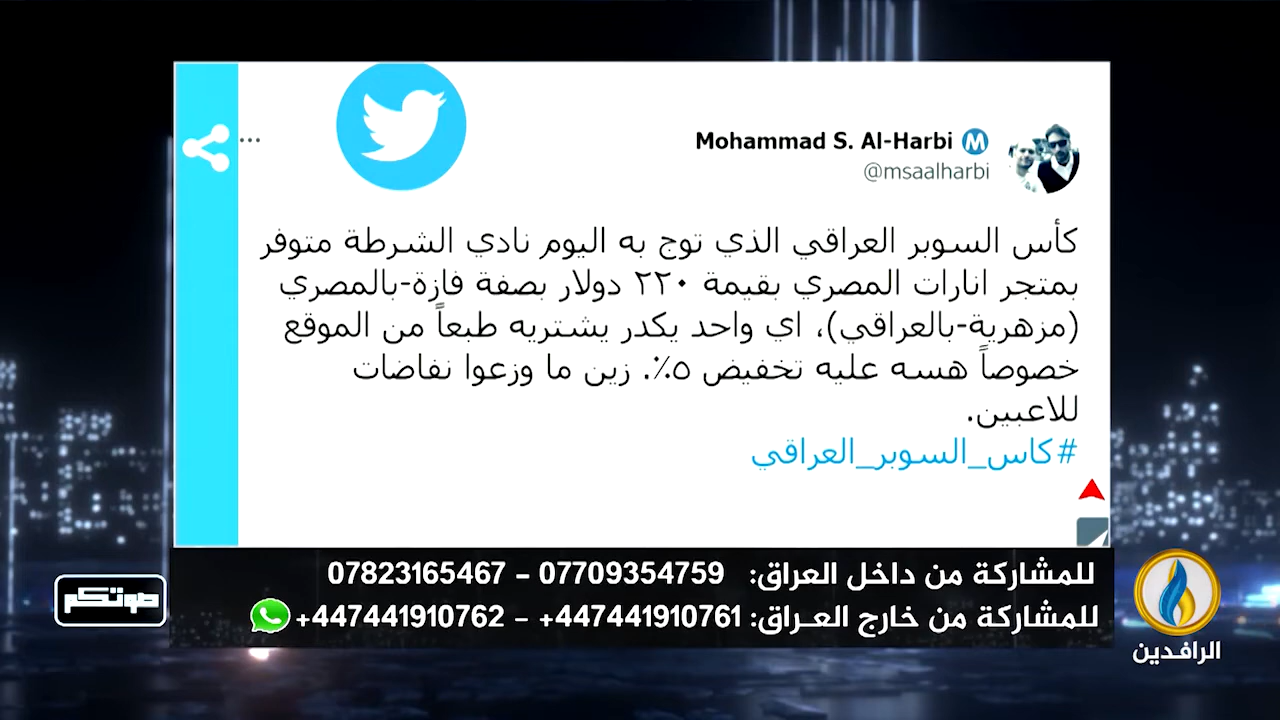 Mohammad S. Al-Harbi
@msaalharbi
كأس السوبر العراقي الذي توج به اليوم نادي الشرطة متوفر
بمتجر انارات المصري بقيمة ٢٢٠ دولار بصفة فازة-بالمصري
(مزهرية-بالعراقي)، اي واحد يكدر يشتريه طبعاً من الموقع
خصوصاً هسه عليه تخفيض ٥٪. زين ما وزعوا نفاضات
للاعبين.
#كاس_السوبر_العراقي
للمشاركة من داخل العراق: 07709354759 - 07823165467
للمشاركة من خارج العـراق: 447441910761+ - 447441910762+
صوتكم
الرافدين